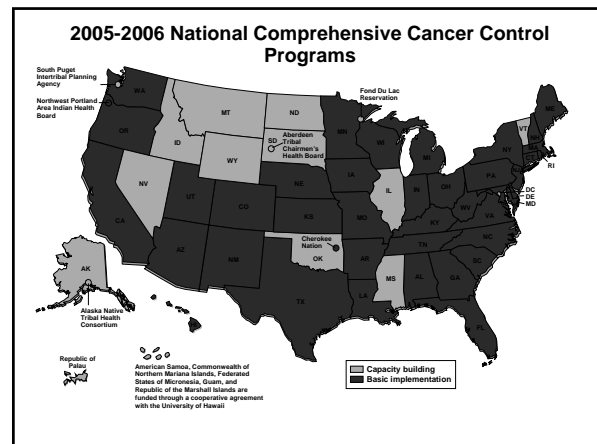 2005-2006 National Comprehensive Cancer Control
Programs
South Puget
Intertribal Planning
Agency
Northwest Portland
Area Indian Health
Board
Fond Du Lac
Reservation
WA
OR
CA
ID
NV
MT
WY
UT
AZ
CO
NM
ND
SD
Aberdeen
Tribal
Chairmen's
Health Board
NE
KS
Cherokee
Nation
OK
TX
MN
IA
MO
AR
LA
WI
IL
MS
MI
IN
OH
KY
TN
AL
GA
FL
SC
NC
VA
WV
PA
NY
VT
NH
ME
MA
CT
NJ
RI
DC
DE
MD
AK
Alaska Native
Tribal Health
Consortium
HI
Republic of
Palau
American Samoa, Commonwealth of
Northern Mariana Islands, Federated
States of Micronesia, Guam, and
Republic of the Marshall Islands are
funded through a cooperative agreement
with the University of Hawaii
Capacity building
Basic implementation